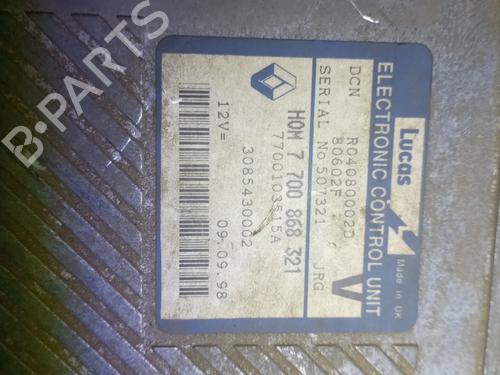 Lucas
Made in UK
ELECTRONIC CONTROL UNIT
V
DCN R04080002D
80602F
SERIAL No.507321 JRG
HOM 7 700 868 321
7700103515A
3085430002
12V= 09.09.98
B-PARTS